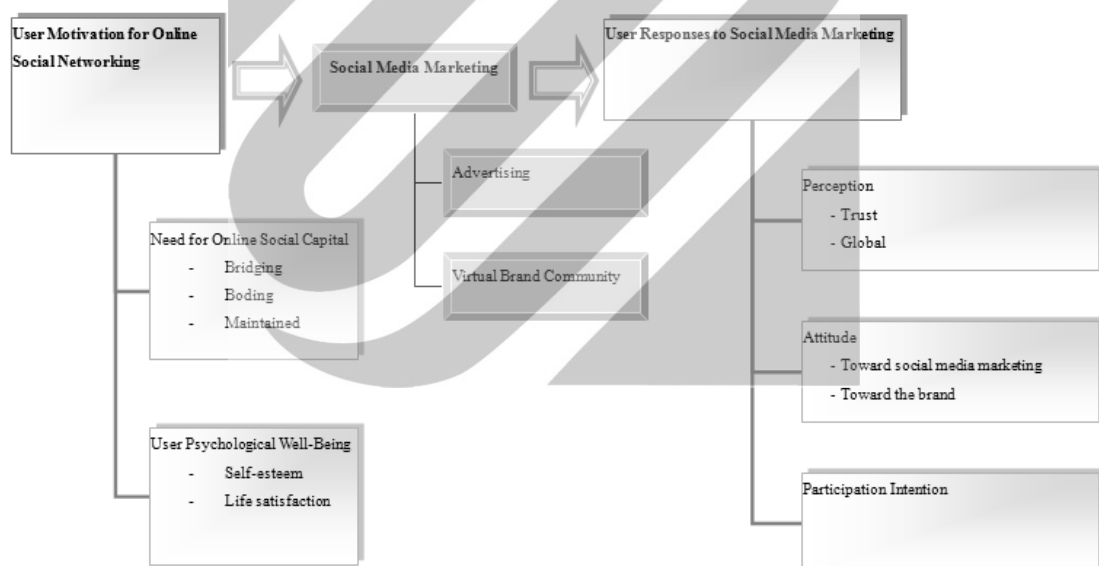 User Motivation for Online
Social Networking
Social Media Marketing
User Responses to Social Media Marketing
Advertising
Virtual Brand Community
Need for Online Social Capital
- Bridging
- Boding
- Maintained
User Psychological Well-Being
- Self-esteem
- Life satisfaction
Perception
- Trust
- Global
Attitude
- Toward social media marketing
- Toward the brand
Participation Intention